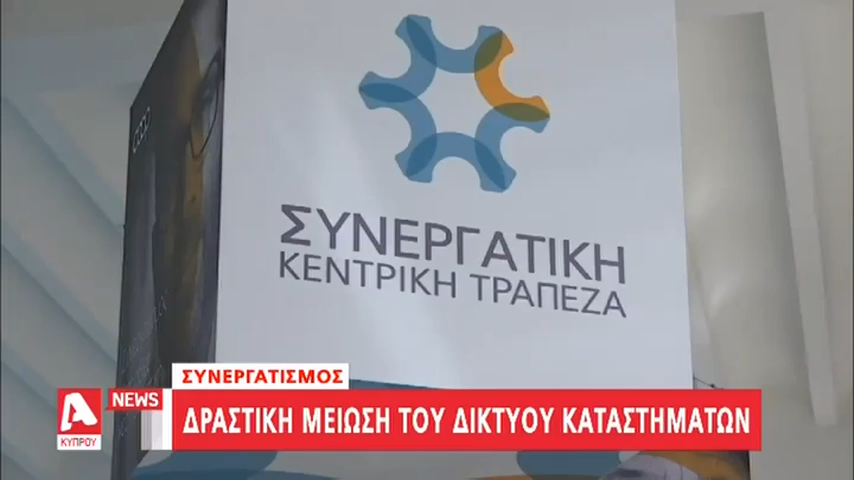 ΣΥΝΕΡΓΑΤΙΚΗ
ΚΕΝΤΡΙΚΗ ΤΡΑΠΕΖΑ
ΣΥΝΕΡΓΑΤΙΣΜΟΣ
NEWS
ΔΡΑΣΤΙΚΗ ΜΕΙΩΣΗ ΤΟΥ ΔΙΚΤΥΟΥ ΚΑΤΑΣΤΗΜΑΤΩΝ
ΚΥΠΡΟΥ